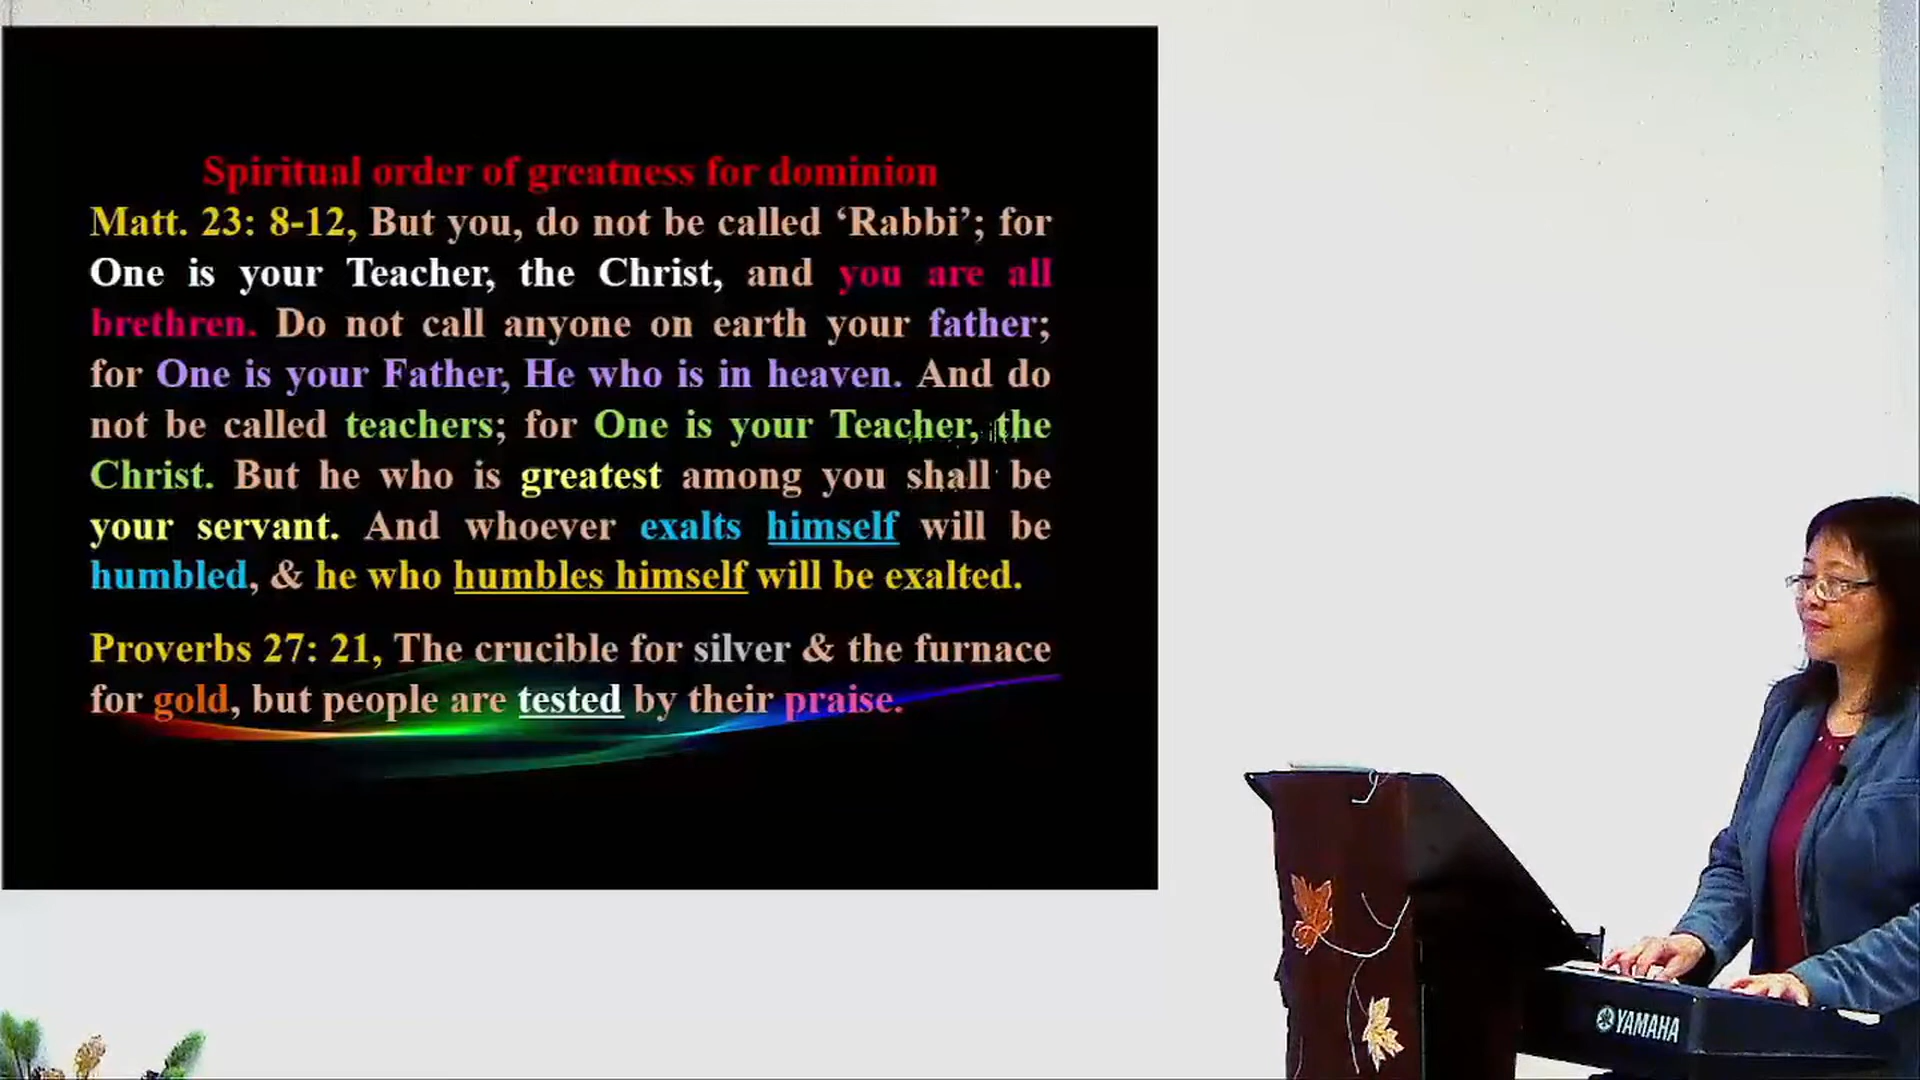 Spiritual order of greatness for dominion
Matt. 23: 8-12, But you, do not be called ‘Rabbi’; for
One is your Teacher, the Christ, and you are all
brethren. Do not call anyone on earth your father;
for One is your Father, He who is in heaven. And do
not be called teachers; for One is your Teacher, the
Christ. But he who is greatest among you shall be
your servant. And whoever exalts himself will be
humbled, & he who humbles himself will be exalted.
Proverbs 27: 21, The crucible for silver & the furnace
for gold, but people are tested by their praise.
YAMAHA